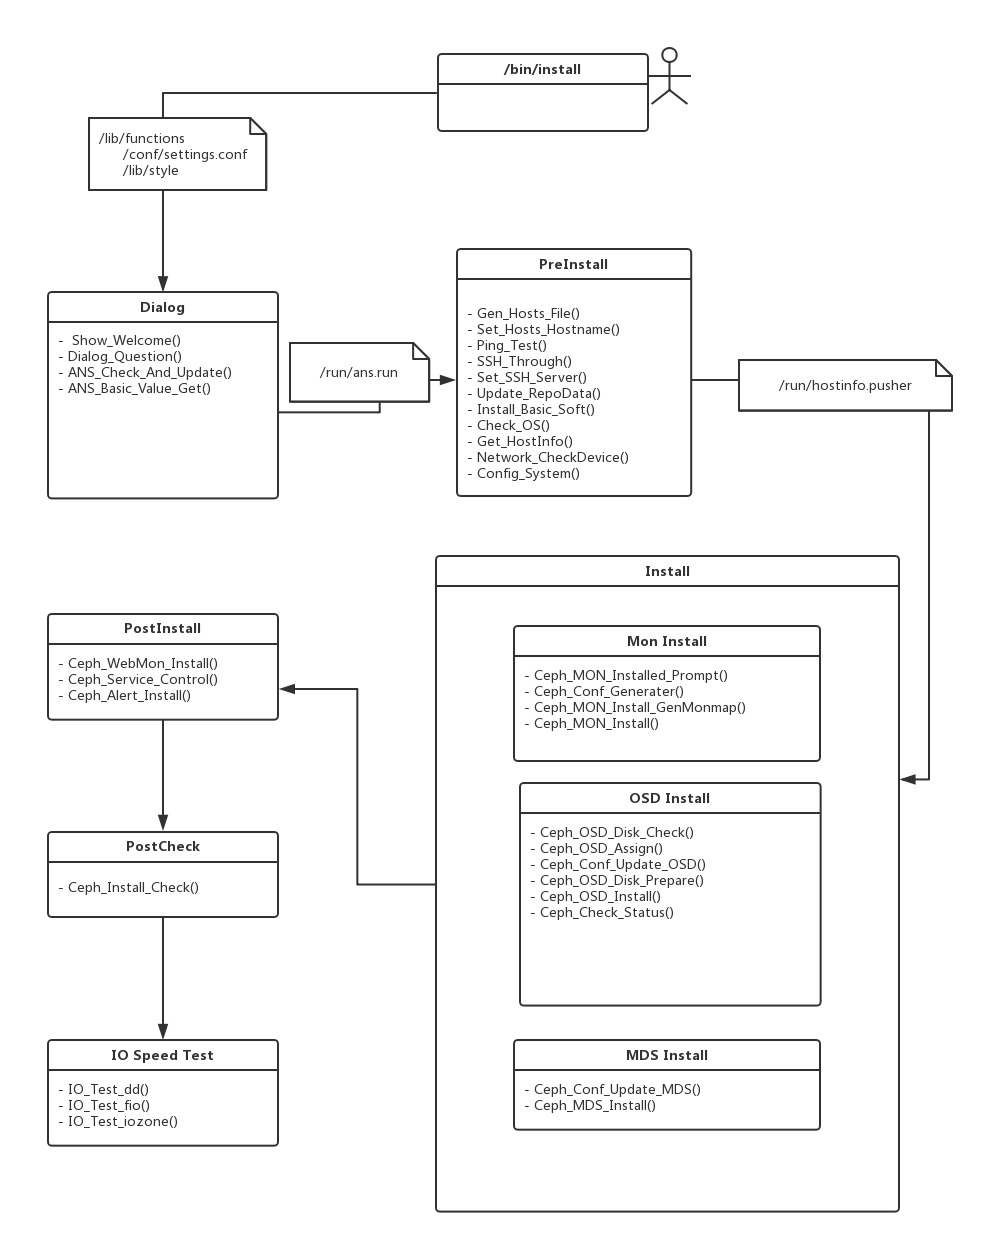 /bin/install
/lib/functions
/conf/settings.conf
/lib/style
Dialog
-  Show_Welcome()
- Dialog_Question()
- ANS_Check_And_Update()
- ANS_Basic_Value_Get()
/run/ans.run
PreInstall
- Gen_Hosts_File()
- Set_Hosts_Hostname()
- Ping_Test()
- SSH_Through()
- Set_SSH_Server()
- Update_RepoData()
- Install_Basic_Soft()
- Check_OS()
- Get_HostInfo()
- Network_CheckDevice()
- Config_System()
/run/hostinfo.pusher
Install
Mon Install
- Ceph_MON_Installed_Prompt()
- Ceph_Conf_Generater()
- Ceph_MON_Install_GenMonmap()
- Ceph_MON_Install()
OSD Install
- Ceph_OSD_Disk_Check()
- Ceph_OSD_Assign()
- Ceph_Conf_Update_OSD()
- Ceph_OSD_Disk_Prepare()
- Ceph_OSD_Install()
- Ceph_Check_Status()
MDS Install
- Ceph_Conf_Update_MDS()
- Ceph_MDS_Install()
PostInstall
- Ceph_WebMon_Install()
- Ceph_Service_Control()
- Ceph_Alert_Install()
PostCheck
- Ceph_Install_Check()
IO Speed Test
- IO_Test_dd()
- IO_Test_fio()
- IO_Test_iozone()